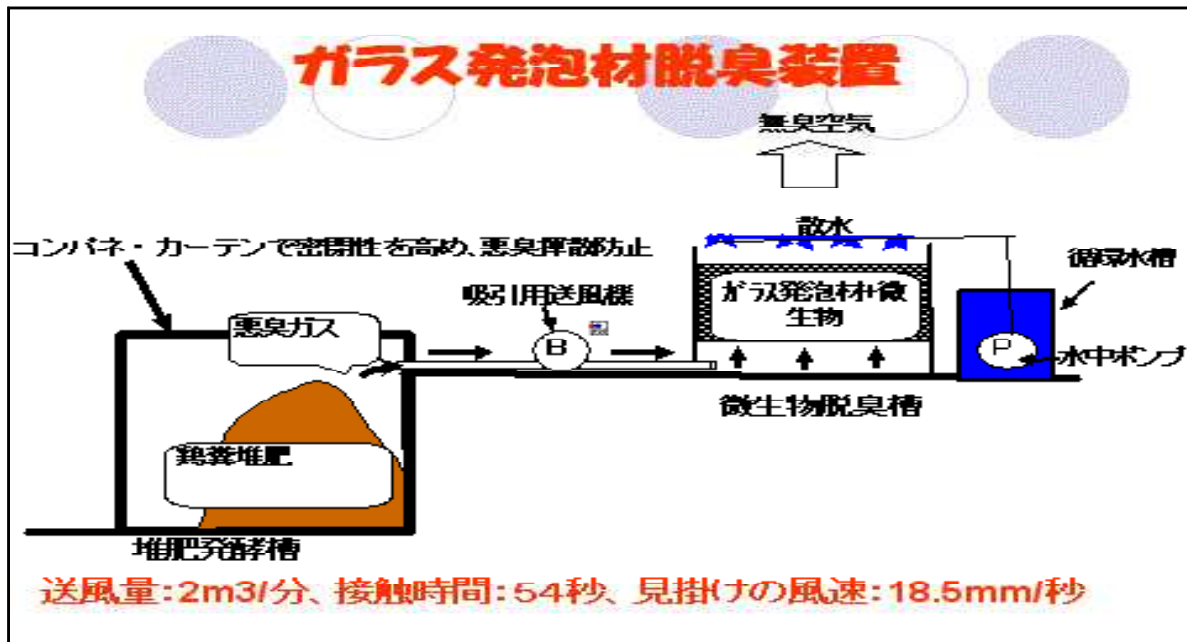 ガラス発泡材脱臭装置
無臭空気
散水
コンパネ・カーテンで密閉性を高め、悪臭揮散防止
循環水槽
吸引用送風機
ガラス発泡材+微
生物
悪臭ガス
B
P
水中ポンプ
微生物脱臭槽
鶏糞堆肥
堆肥発酵槽
送風量:2m3/分、接触時間:54秒、見掛けの風速:18.5mm/秒